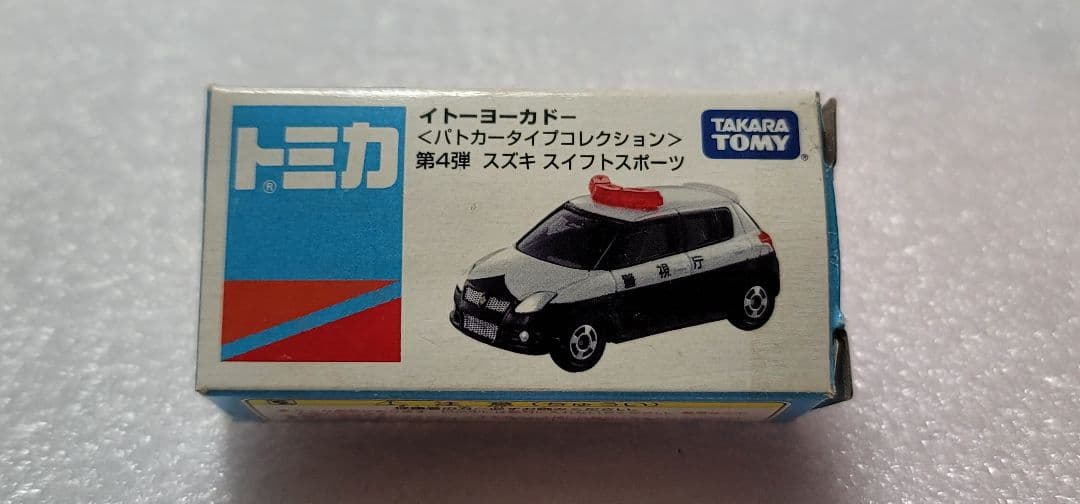 トミカ®
イトーヨーカドー
<パトカータイプコレクション>
第4弾 スズキ スイフトスポーツ
TAKARA
TOMY®
警視庁